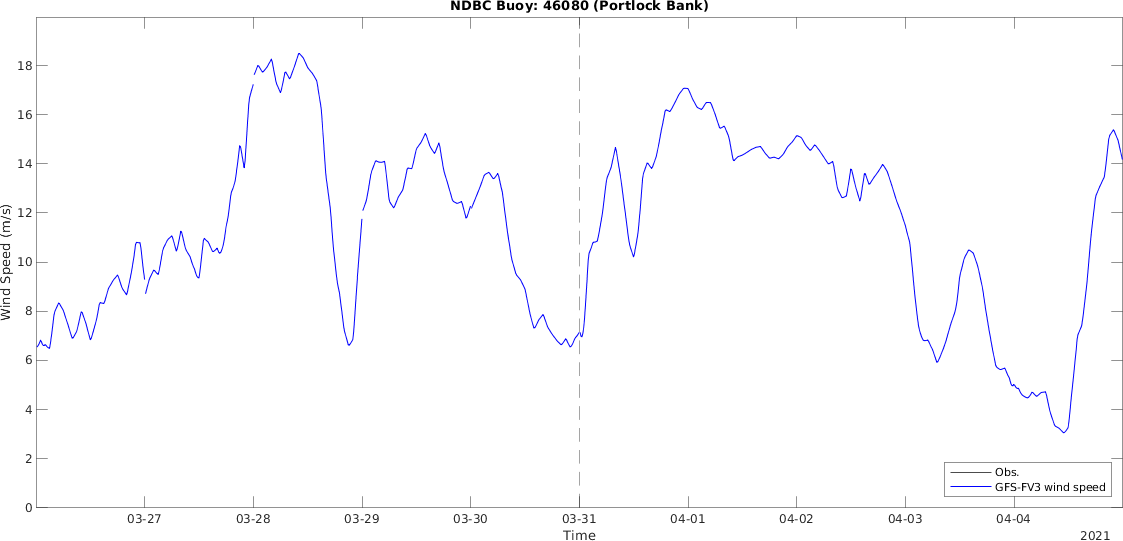 NDBC Buoy: 46080 (Portlock Bank)
Wind Speed (m/s)
18
16
14
12
10
8
6
4
2
0
Obs.
GFS-FV3 wind speed
03-27 03-28 03-29 03-30 03-31 04-01 04-02 04-03 04-04
Time
2021